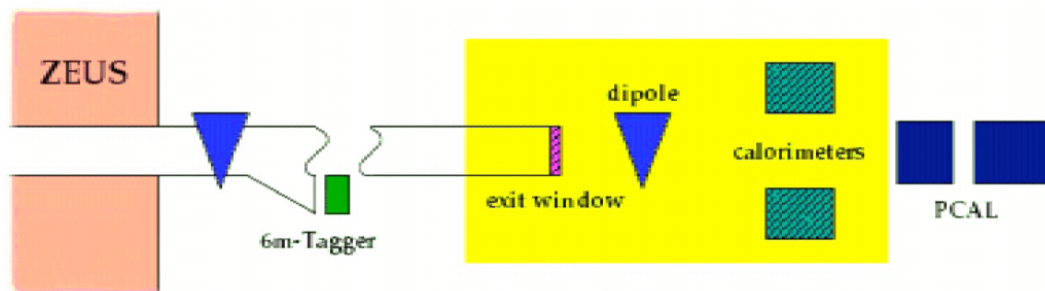 ZEUS
dipole
calorimeters
exit window
PCAL
6m-Tagger